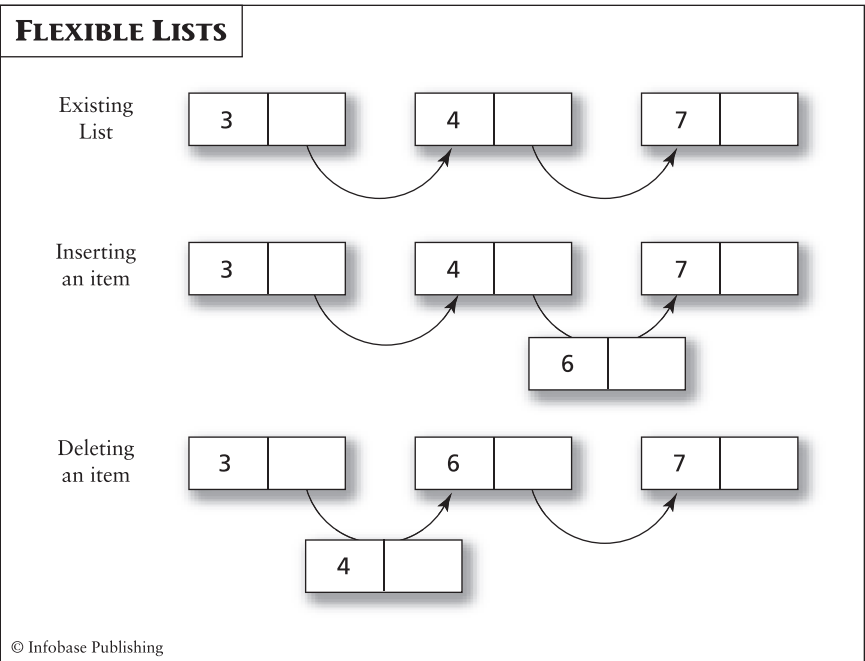 FLEXIBLE LISTS
Existing
List
3 4 7
Inserting
an item
3 4 7
6
Deleting
an item
3 6 7
4
© Infobase Publishing